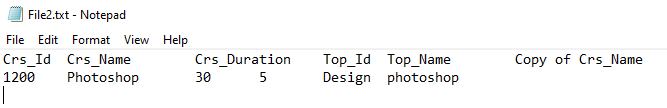 File2.txt - Notepad
File Edit Format View Help
Crs_Id Crs_Name Crs_Duration Top_Id Top_Name Copy of Crs_Name
1200 Photoshop 30 5 Design photoshop